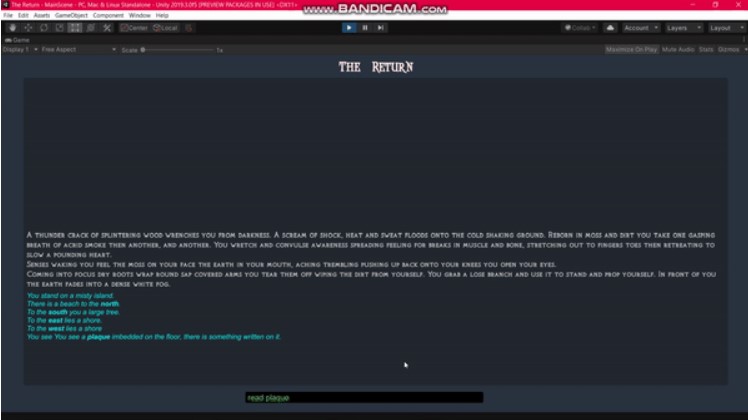 The Return - MainScene - PC, Mac & Linux Standalone - Unity 2019.3.0f5 [PREVIEW PACKAGES IN USE] <DX11>
www.BANDICAM.com
File Edit Assets GameObject Component Window Help
Center Local Collab Account Layers Layout
Game
Display 1 Free Aspect Scale 1x Maximize On Play Mute Audio Stats Gizmos
The Return
A thunder crack of splintering wood wrenches you from darkness. A scream of shock, heat and sweat floods onto the cold shaking ground. Reborn in moss and dirt you take one gasping
breath of acrid smoke then another, and another. You wretch and convulse awareness spreading feeling for breaks in muscle and bone, stretching out to fingers toes then retreating to
slow a pounding heart.
Senses waking you feel the moss on your face the earth in your mouth, aching trembling pushing up back onto your knees you open your eyes.
Coming into focus dry roots wrap round sap covered arms you tear them off wiping the dirt from yourself. You grab a lose branch and use it to stand and prop yourself. In front of you
the earth fades into a dense white fog.
You stand on a misty island.
There is a beach to the north.
To the south you a large tree.
To the east lies a shore.
To the west lies a shore
You see You see a plaque imbedded on the floor, there is something written on it.
read plaque